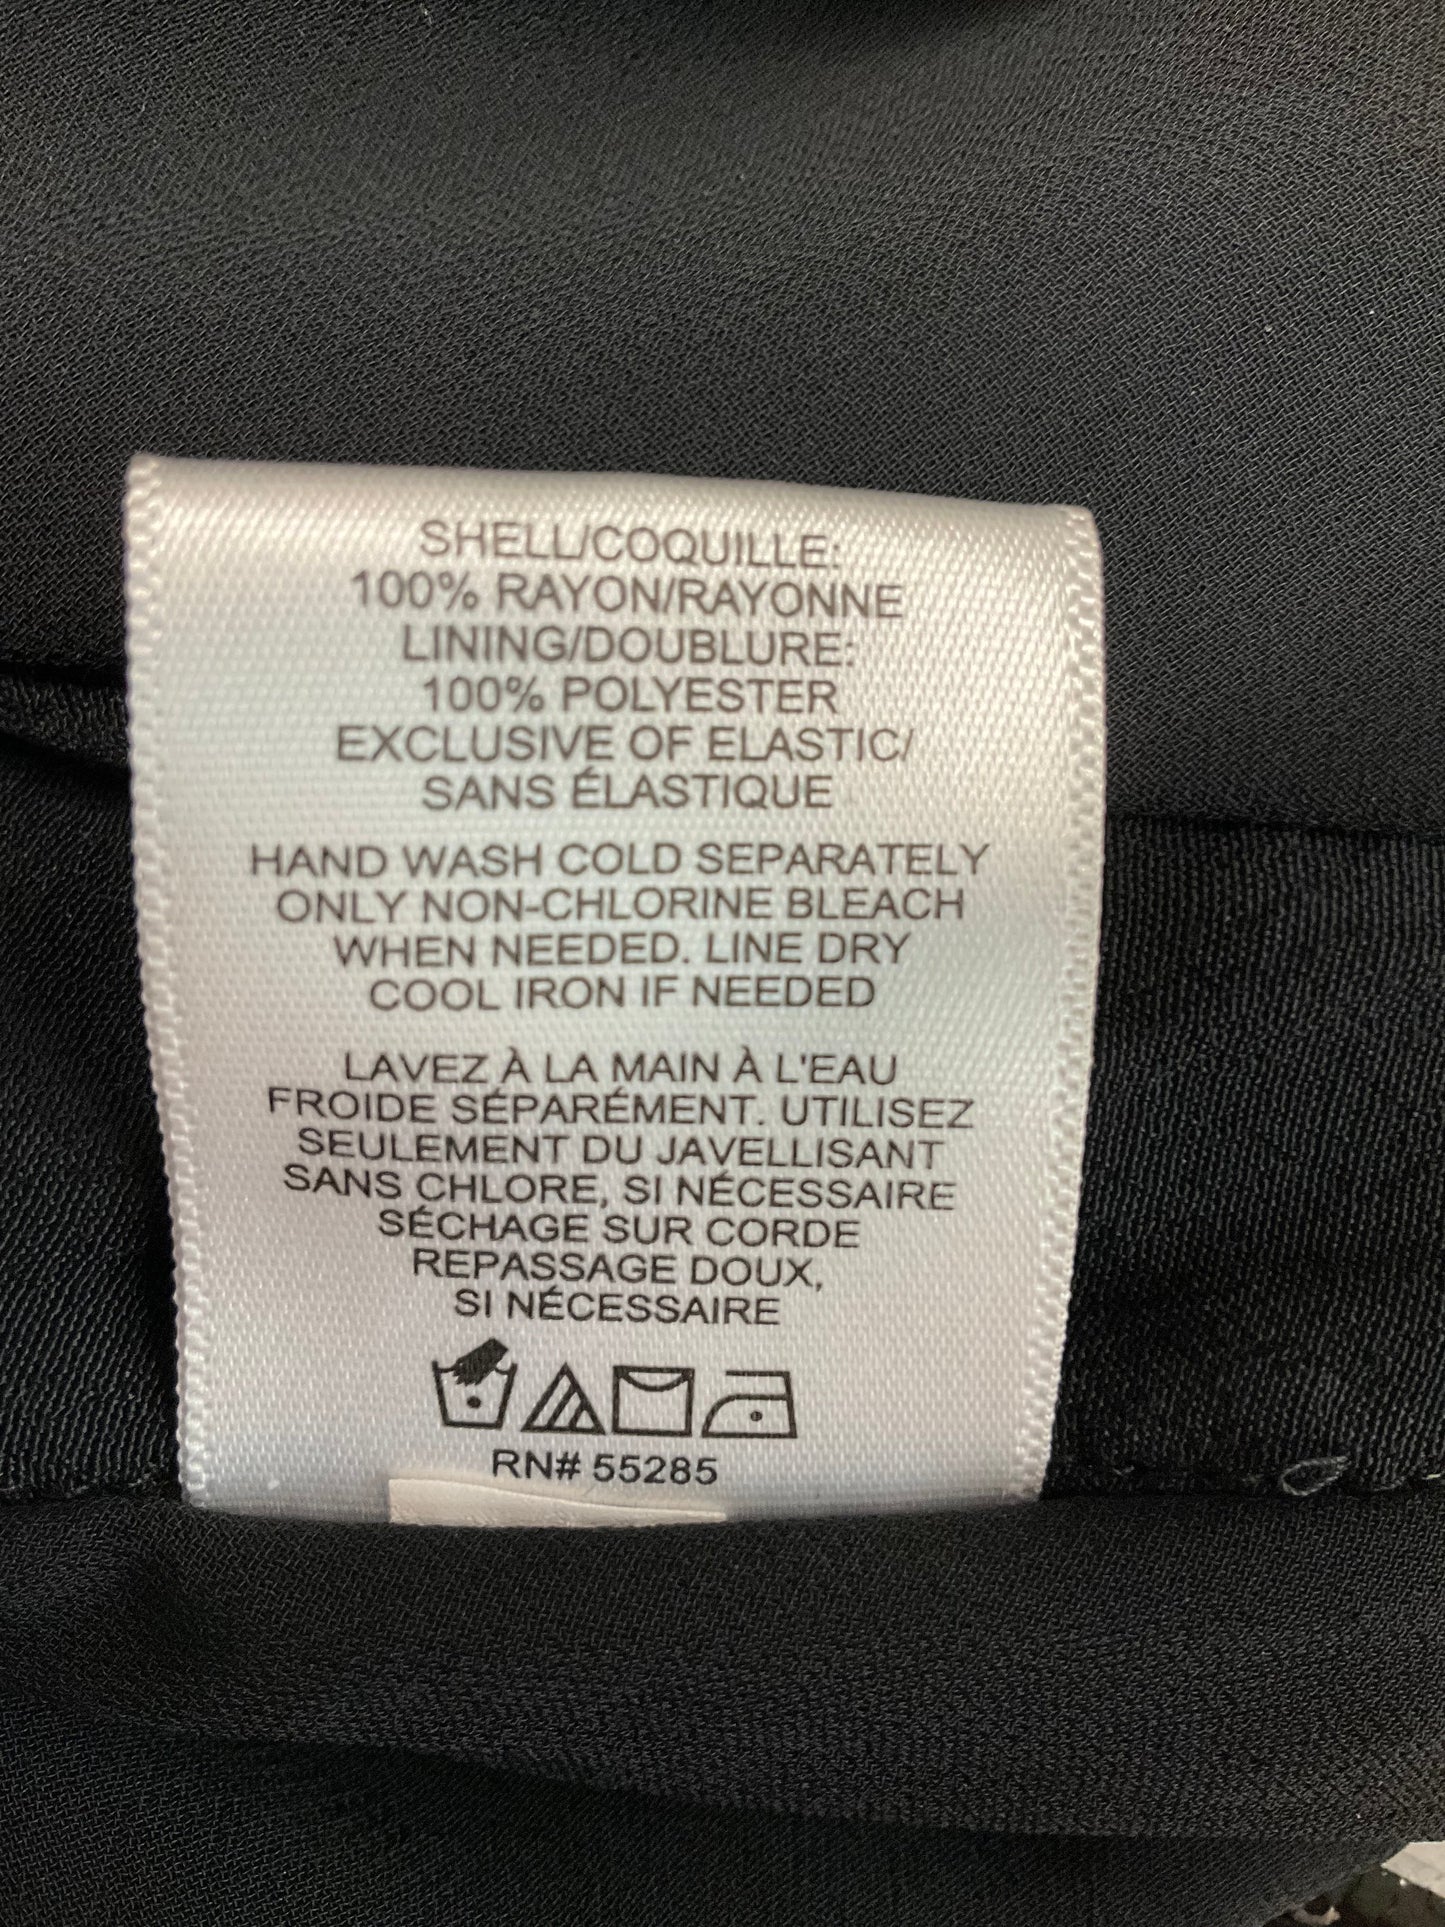 SHELL/COQUILLE:
100% RAYON/RAYONNE
LINING/DOUBLURE:
100% POLYESTER
EXCLUSIVE OF ELASTIC/
SANS ÉLASTIQUE
HAND WASH COLD SEPARATELY
ONLY NON-CHLORINE BLEACH
WHEN NEEDED. LINE DRY
COOL IRON IF NEEDED
LAVEZ À LA MAIN À L'EAU
FROIDE SÉPARÉMENT. UTILISEZ
SEULEMENT DU JAVELLISANT
SANS CHLORE, SI NÉCESSAIRE
SÉCHAGE SUR CORDE
REPASSAGE DOUX,
SI NÉCESSAIRE
RN# 55285